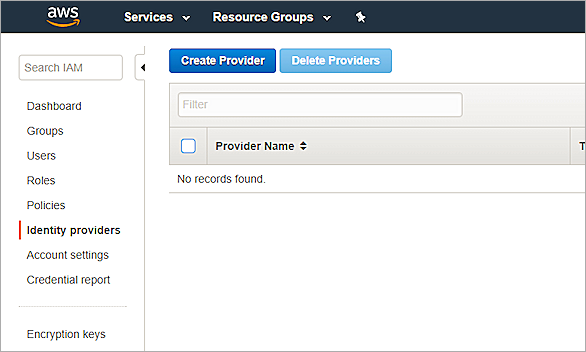 aws Services Resource Groups
Search IAM
Create Provider Delete Providers
Filter
Provider Name T
No records found.
Dashboard
Groups
Users
Roles
Policies
Identity providers
Account settings
Credential report
Encryption keys